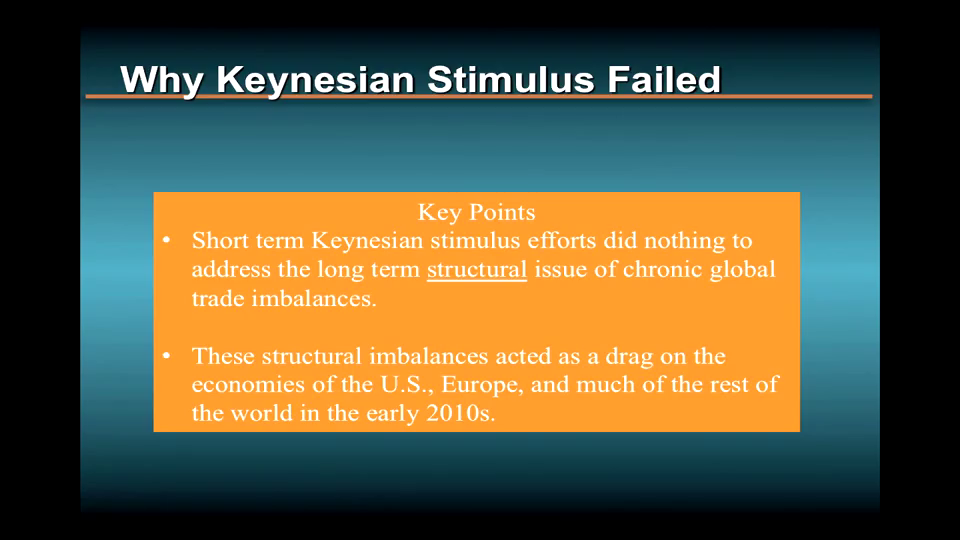 Why Keynesian Stimulus Failed
Key Points
• Short term Keynesian stimulus efforts did nothing to
address the long term structural issue of chronic global
trade imbalances.
• These structural imbalances acted as a drag on the
economies of the U.S., Europe, and much of the rest of
the world in the early 2010s.